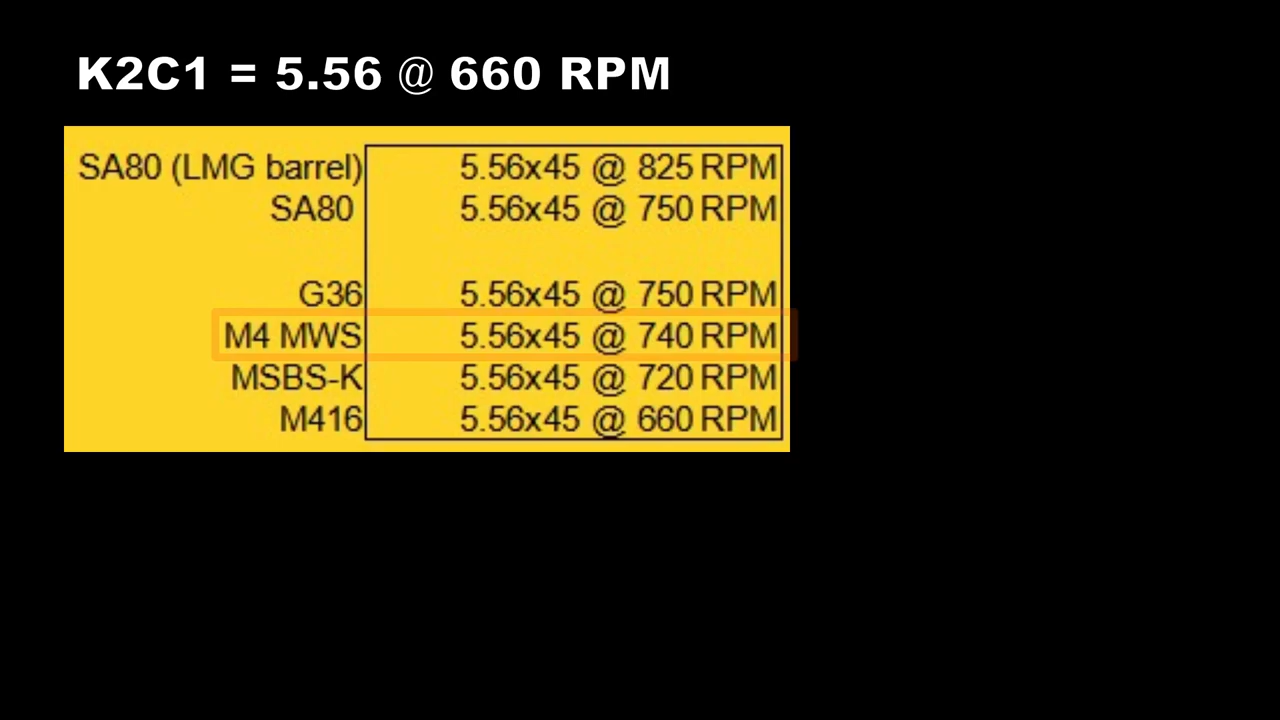 K2C1 = 5.56 @ 660 RPM
SA80 (LMG barrel) 5.56x45 @ 825 RPM
SA80 5.56x45 @ 750 RPM
G36 5.56x45 @ 750 RPM
M4 MWS 5.56x45 @ 740 RPM
MSBS-K 5.56x45 @ 720 RPM
M416 5.56x45 @ 660 RPM